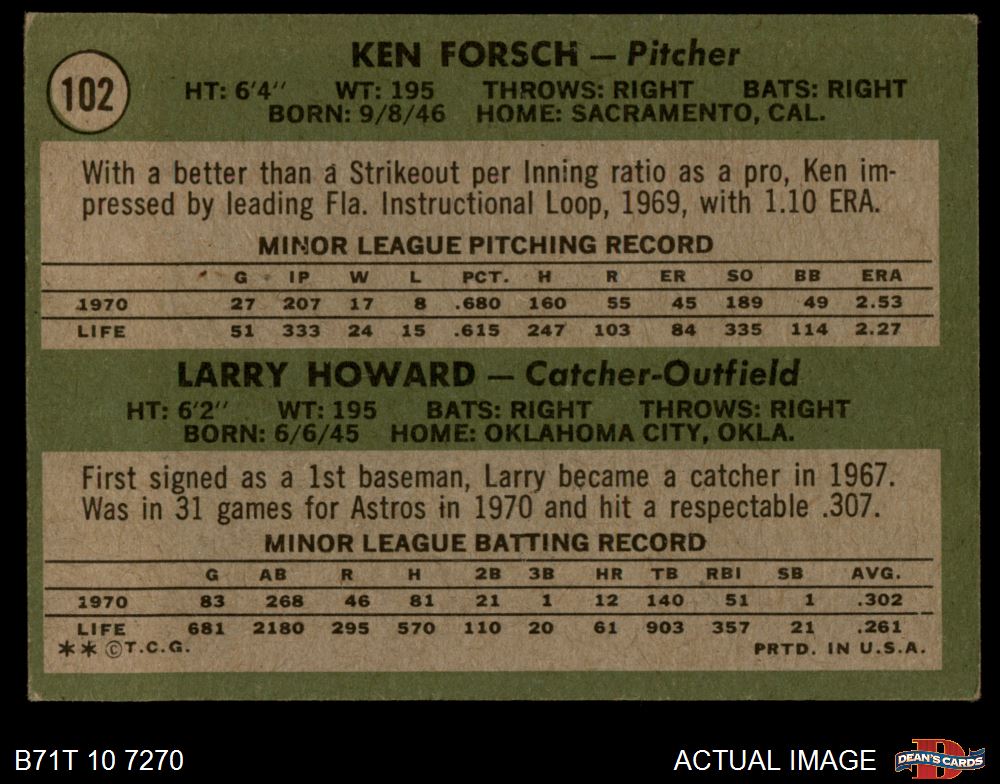 102
KEN FORSCH — Pitcher
HT: 6'4" WT: 195 THROWS: RIGHT BATS: RIGHT
BORN: 9/8/46 HOME: SACRAMENTO, CAL.
With a better than a Strikeout per Inning ratio as a pro, Ken im-
pressed by leading Fla. Instructional Loop, 1969, with 1.10 ERA.
MINOR LEAGUE PITCHING RECORD
G IP W L PCT. H R ER SO BB ERA
1970 27 207 17 8 .680 160 55 45 189 49 2.53
LIFE 51 333 24 15 .615 247 103 84 335 114 2.27
LARRY HOWARD — Catcher-Outfield
HT: 6'2" WT: 195 BATS: RIGHT THROWS: RIGHT
BORN: 6/6/45 HOME: OKLAHOMA CITY, OKLA.
First signed as a 1st baseman, Larry became a catcher in 1967.
Was in 31 games for Astros in 1970 and hit a respectable .307.
MINOR LEAGUE BATTING RECORD
G AB R H 2B 3B HR TB RBI SB AVG.
1970 83 268 46 81 21 1 12 140 51 1 .302
LIFE 681 2180 295 570 110 20 61 903 357 21 .261
** ©T.C.G. PRTD. IN U.S.A.
B71T 10 7270 ACTUAL IMAGE D DEAN'S CARDS